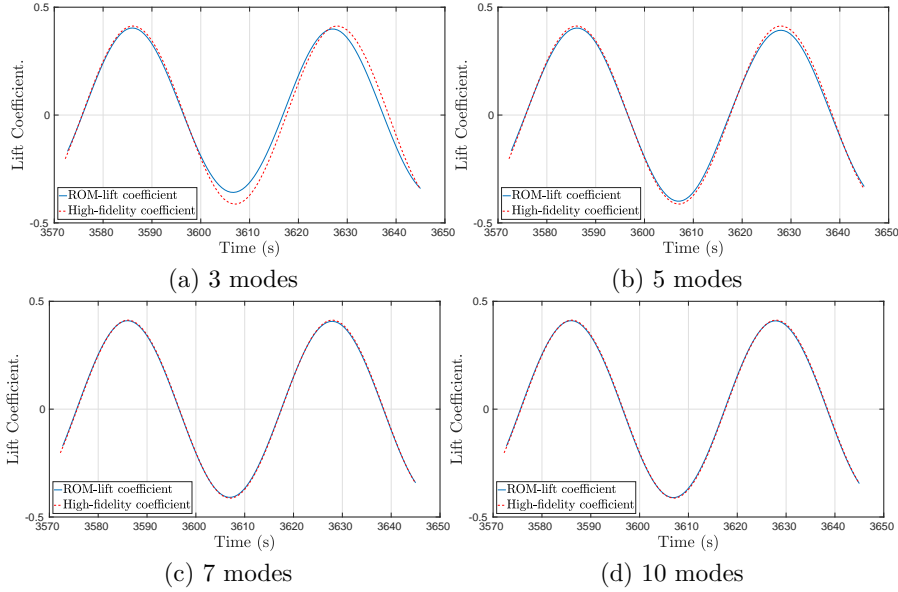 0.5
0
-0.5
Lift Coefficient.
ROM-lift coefficient
High-fidelity coefficient
3570 3580 3590 3600 3610 3620 3630 3640 3650
Time (s)
(a) 3 modes
0.5
0
-0.5
Lift Coefficient.
ROM-lift coefficient
High-fidelity coefficient
3570 3580 3590 3600 3610 3620 3630 3640 3650
Time (s)
(b) 5 modes
0.5
0
-0.5
Lift Coefficient.
ROM-lift coefficient
High-fidelity coefficient
3570 3580 3590 3600 3610 3620 3630 3640 3650
Time (s)
(c) 7 modes
0.5
0
-0.5
Lift Coefficient.
ROM-lift coefficient
High-fidelity coefficient
3570 3580 3590 3600 3610 3620 3630 3640 3650
Time (s)
(d) 10 modes